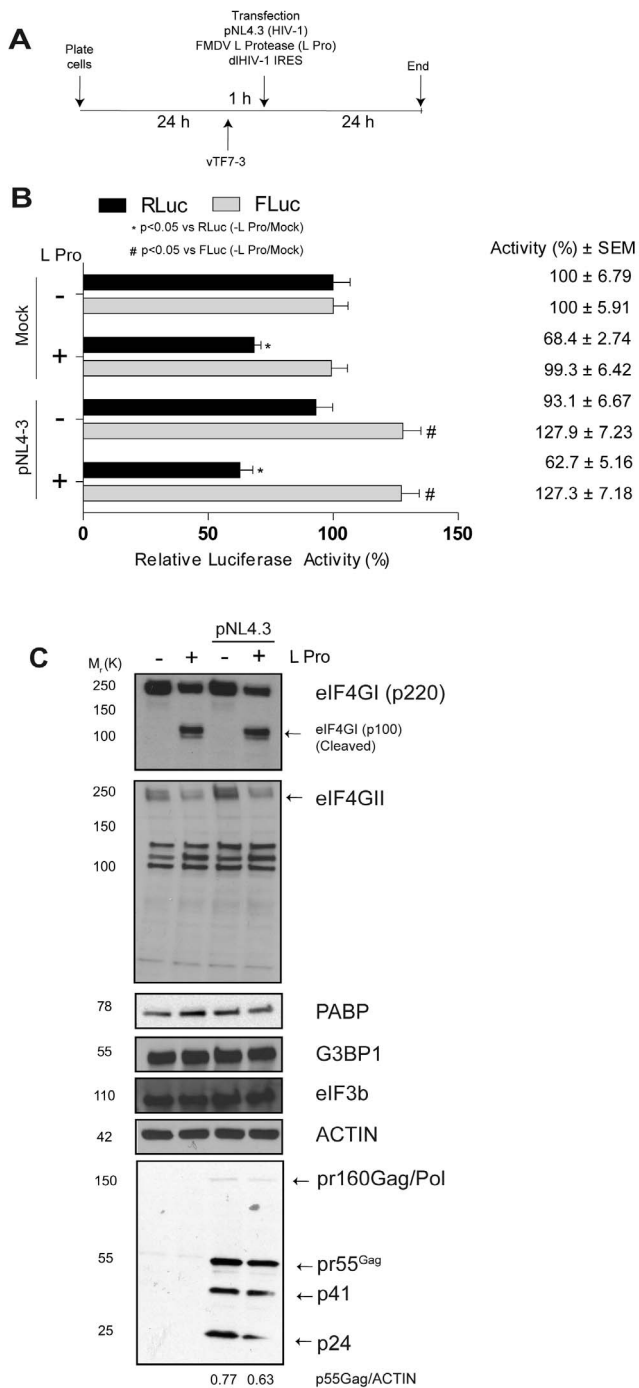 A
Transfection
pNL4.3 (HIV-1)
FMDV L Protease (L Pro)
dlHIV-1 IRES
Plate
cells
End
1 h
24 h
24 h
vTF7-3
B
RLuc FLuc
* p<0.05 vs RLuc (-L Pro/Mock)
# p<0.05 vs FLuc (-L Pro/Mock)
L Pro
Activity (%) ± SEM
Mock
-
100 ± 6.79
100 ± 5.91
+
*
68.4 ± 2.74
99.3 ± 6.42
pNL4-3
-
93.1 ± 6.67
#
127.9 ± 7.23
+
*
62.7 ± 5.16
#
127.3 ± 7.18
0 50 100 150
Relative Luciferase Activity (%)
C
pNL4.3
Mr (K)
- + - + L Pro
250
eIF4GI (p220)
150
100
← eIF4GI (p100)
(Cleaved)
250
← eIF4GII
150
100
78
PABP
55
G3BP1
110
eIF3b
42
ACTIN
150
← pr160Gag/Pol
55
← pr55Gag
← p41
25
← p24
0.77 0.63 p55Gag/ACTIN